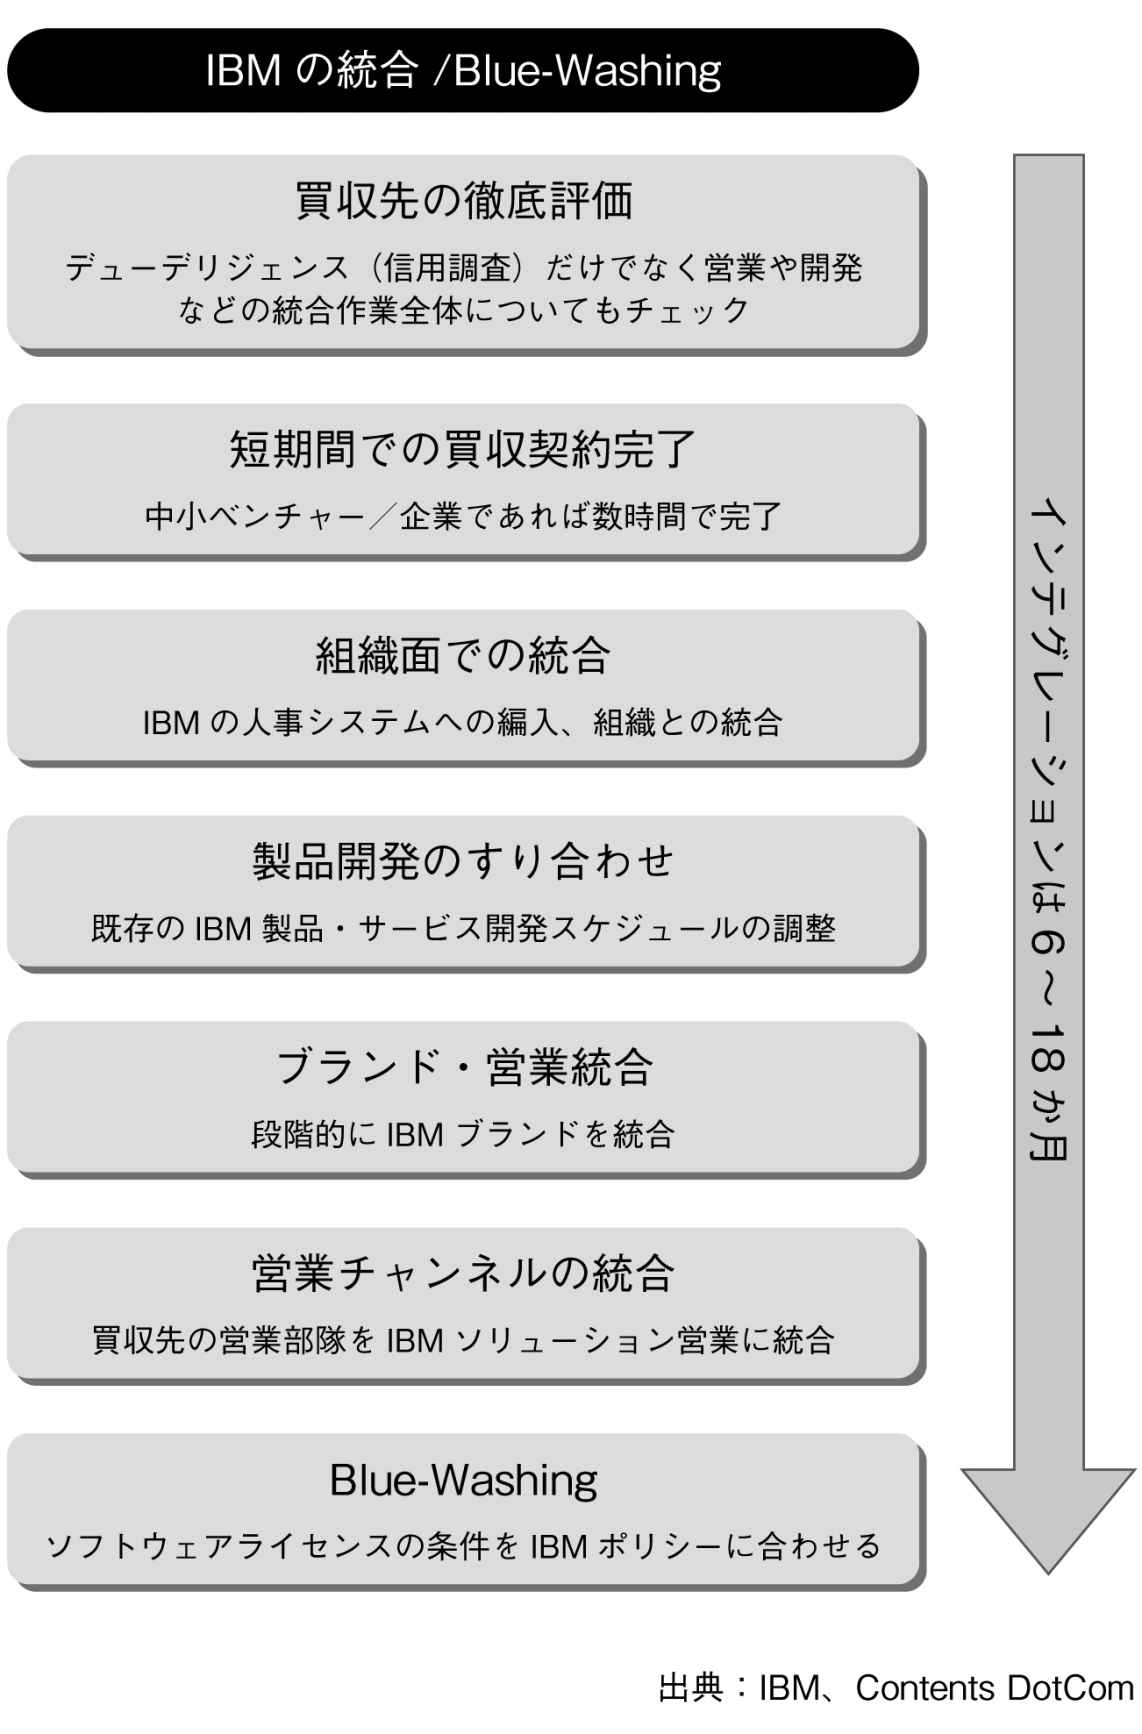 IBM の統合 /Blue-Washing
買収先の徹底評価
デューデリジェンス（信用調査）だけでなく営業や開発
などの統合作業全体についてもチェック
短期間での買収契約完了
中小ベンチャー／企業であれば数時間で完了
組織面での統合
IBM の人事システムへの編入、組織との統合
製品開発のすり合わせ
既存の IBM 製品・サービス開発スケジュールの調整
ブランド・営業統合
段階的に IBM ブランドを統合
営業チャンネルの統合
買収先の営業部隊を IBM ソリューション営業に統合
Blue-Washing
ソフトウェアライセンスの条件を IBM ポリシーに合わせる
インテグレーションは 6～18 か月
出典：IBM、Contents DotCom